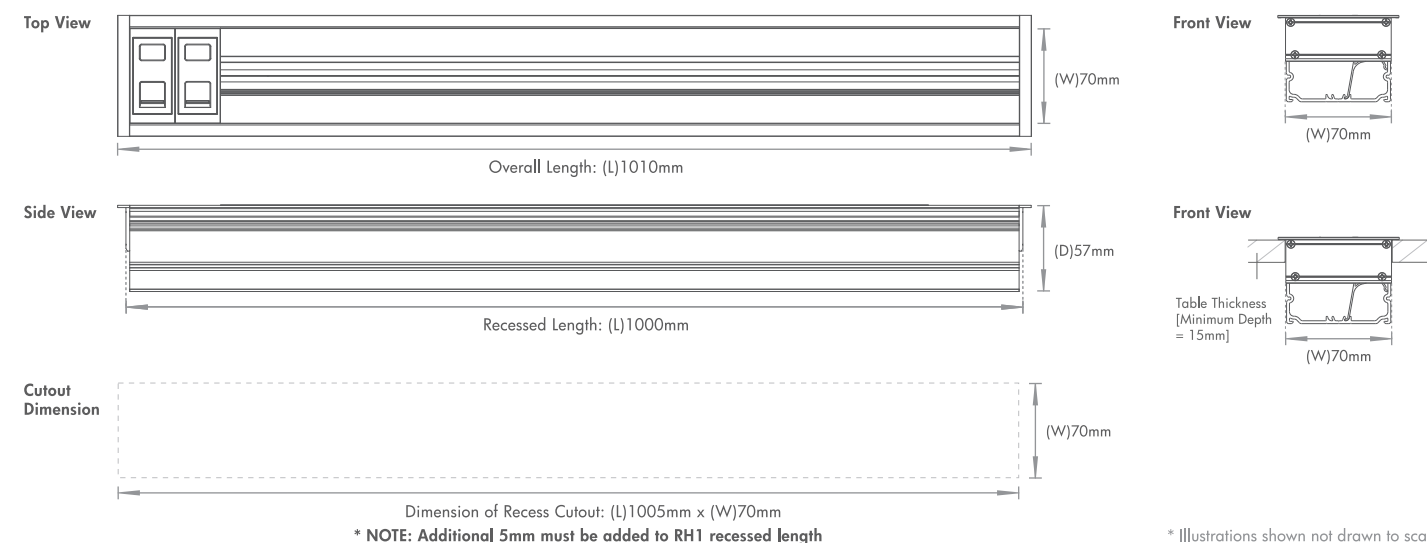 Top View
(W)70mm
Overall Length: (L)1010mm
Front View
(W)70mm
Side View
(D)57mm
Recessed Length: (L)1000mm
Front View
Table Thickness
[Minimum Depth
= 15mm]
(W)70mm
Cutout
Dimension
(W)70mm
Dimension of Recess Cutout: (L)1005mm x (W)70mm
* NOTE: Additional 5mm must be added to RH1 recessed length
* Illustrations shown not drawn to sca